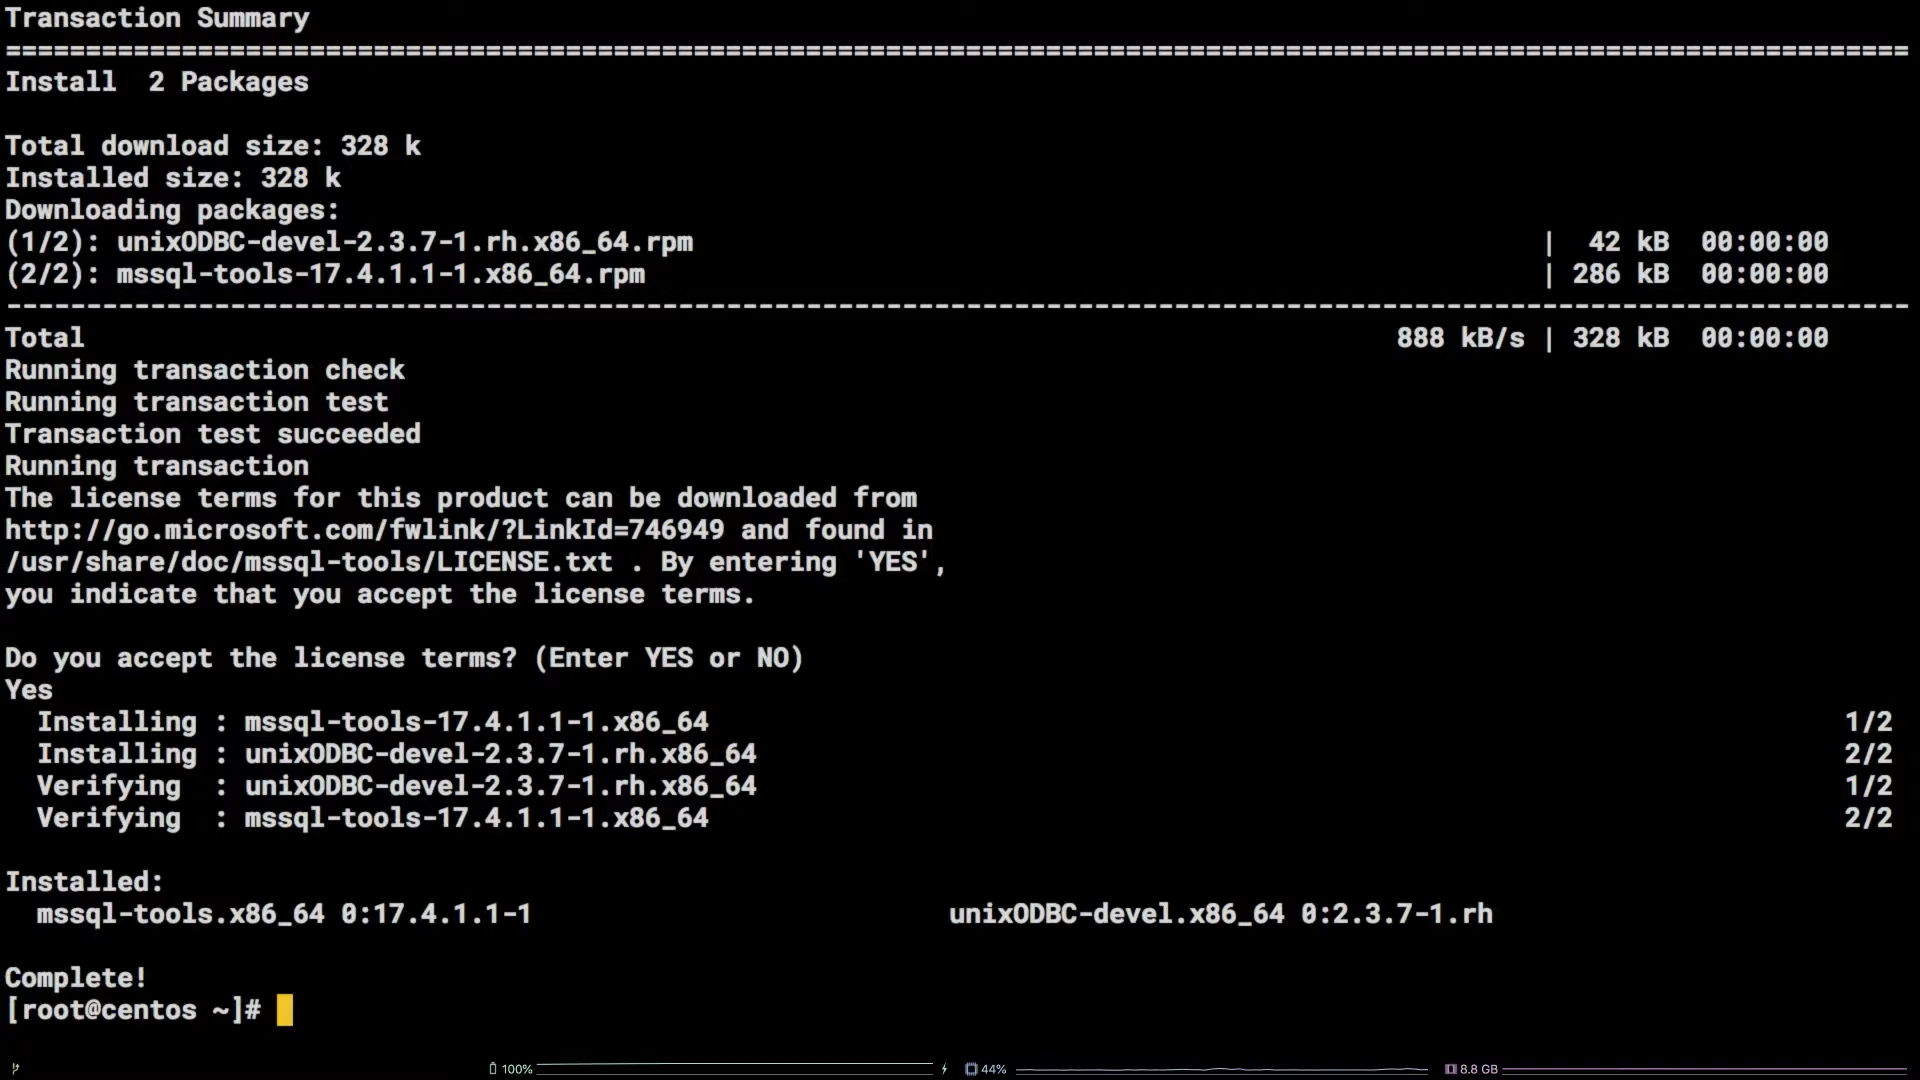 Transaction Summary
=======================================================================================================================
Install  2 Packages
Total download size: 328 k
Installed size: 328 k
Downloading packages:
(1/2): unixODBC-devel-2.3.7-1.rh.x86_64.rpm | 42 kB 00:00:00
(2/2): mssql-tools-17.4.1.1-1.x86_64.rpm | 286 kB 00:00:00
-----------------------------------------------------------------------------------------------------------------------
Total 888 kB/s | 328 kB 00:00:00
Running transaction check
Running transaction test
Transaction test succeeded
Running transaction
The license terms for this product can be downloaded from
http://go.microsoft.com/fwlink/?LinkId=746949 and found in
/usr/share/doc/mssql-tools/LICENSE.txt . By entering 'YES',
you indicate that you accept the license terms.
Do you accept the license terms? (Enter YES or NO)
Yes
Installing : mssql-tools-17.4.1.1-1.x86_64 1/2
Installing : unixODBC-devel-2.3.7-1.rh.x86_64 2/2
Verifying : unixODBC-devel-2.3.7-1.rh.x86_64 1/2
Verifying : mssql-tools-17.4.1.1-1.x86_64 2/2
Installed:
mssql-tools.x86_64 0:17.4.1.1-1 unixODBC-devel.x86_64 0:2.3.7-1.rh
Complete!
[root@centos ~]#
100% 44% 8.8 GB